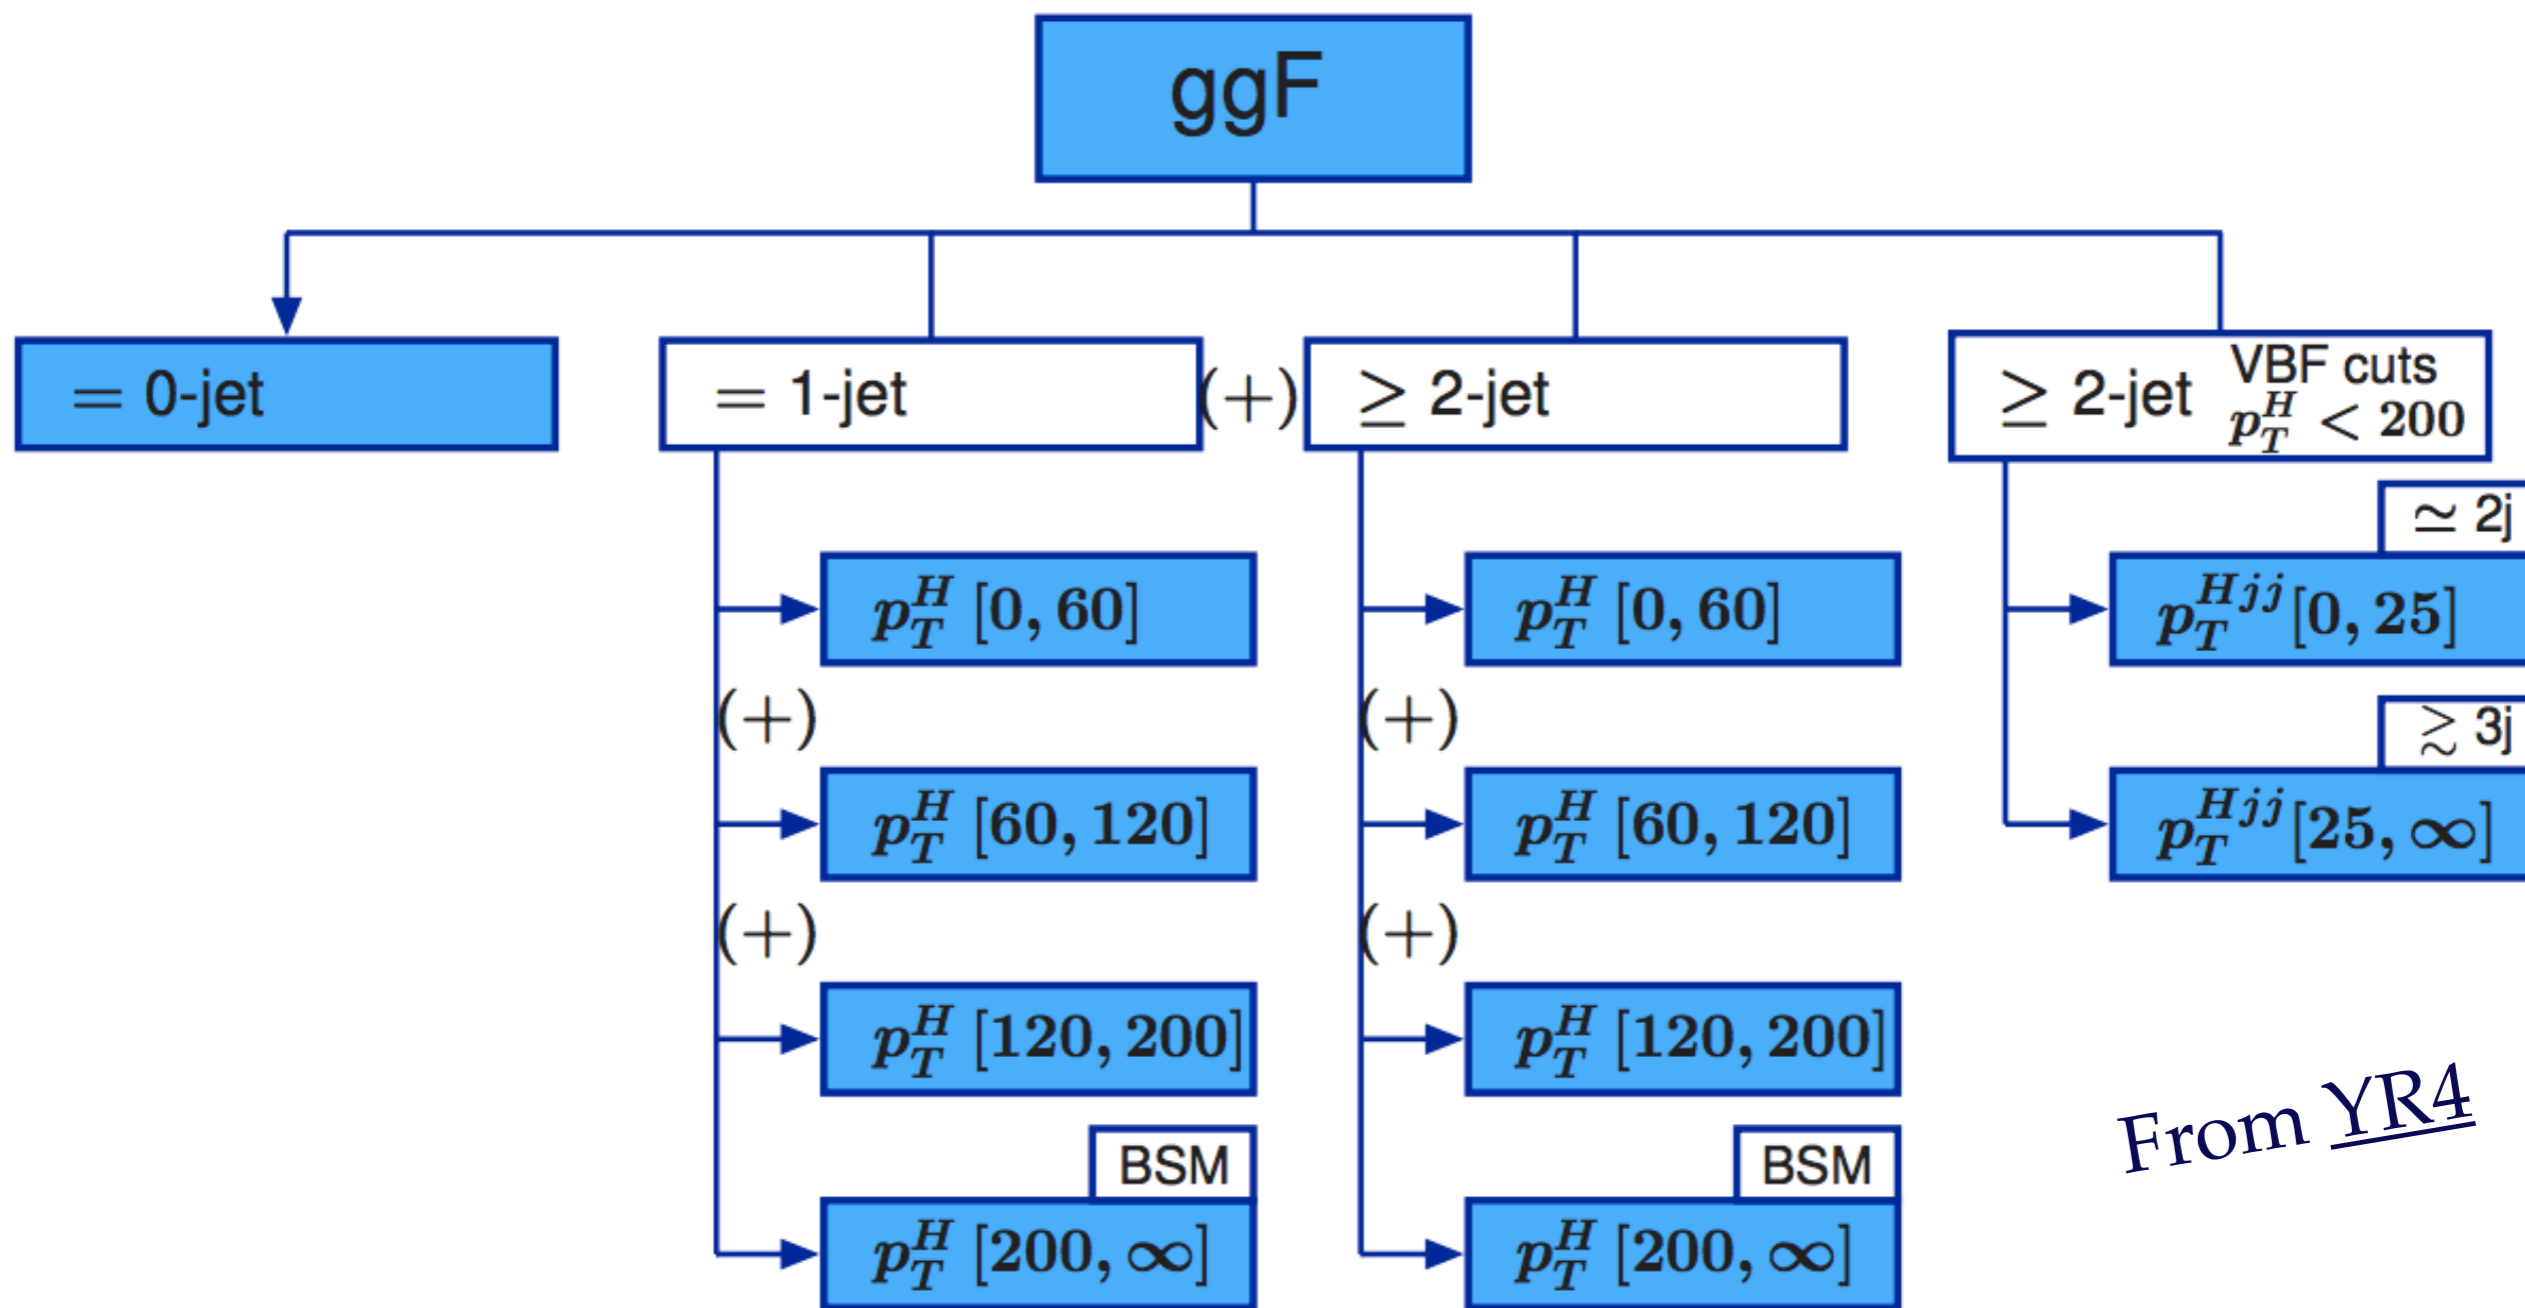 ggF
= 0-jet
= 1-jet
(+)
≥ 2-jet
≥ 2-jet VBF cuts
p_T^H < 200
p_T^H [0, 60]
(+)
p_T^H [60, 120]
(+)
p_T^H [120, 200]
BSM
p_T^H [200, ∞]
p_T^H [0, 60]
(+)
p_T^H [60, 120]
(+)
p_T^H [120, 200]
BSM
p_T^H [200, ∞]
≃ 2j
p_T^{Hjj} [0, 25]
≳ 3j
p_T^{Hjj} [25, ∞]
From YR4